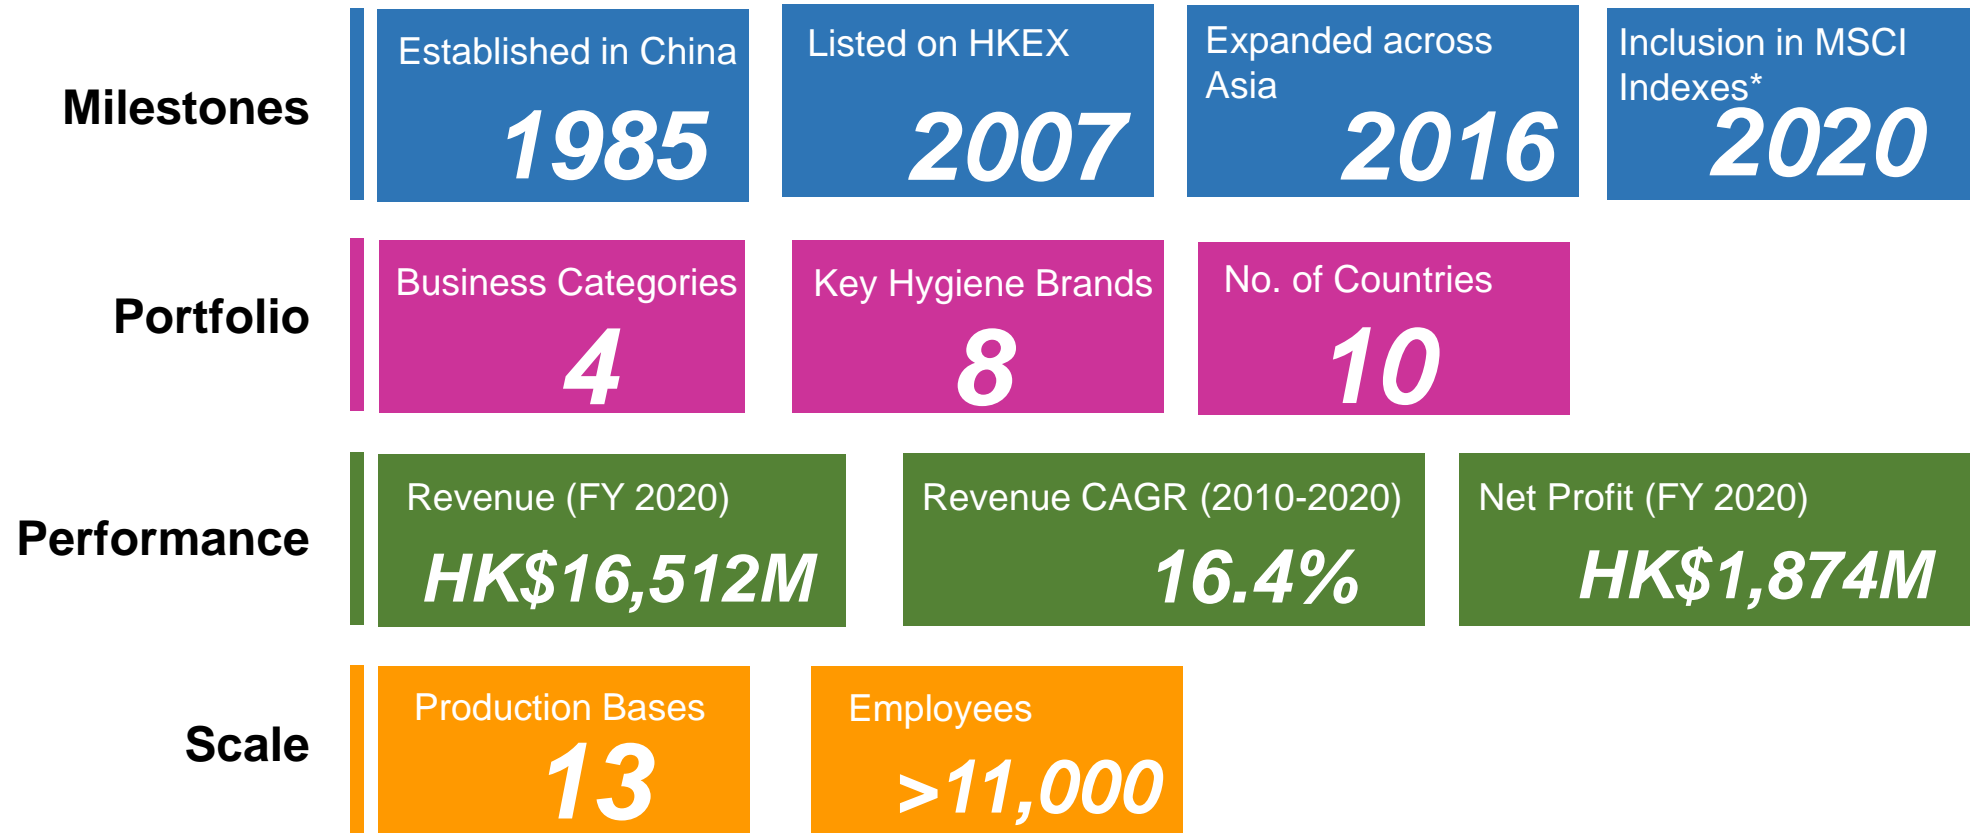 Milestones
Established in China
1985
Listed on HKEX
2007
Expanded across
Asia
2016
Inclusion in MSCI
Indexes*
2020
Portfolio
Business Categories
4
Key Hygiene Brands
8
No. of Countries
10
Performance
Revenue (FY 2020)
HK$16,512M
Revenue CAGR (2010-2020)
16.4%
Net Profit (FY 2020)
HK$1,874M
Scale
Production Bases
13
Employees
>11,000